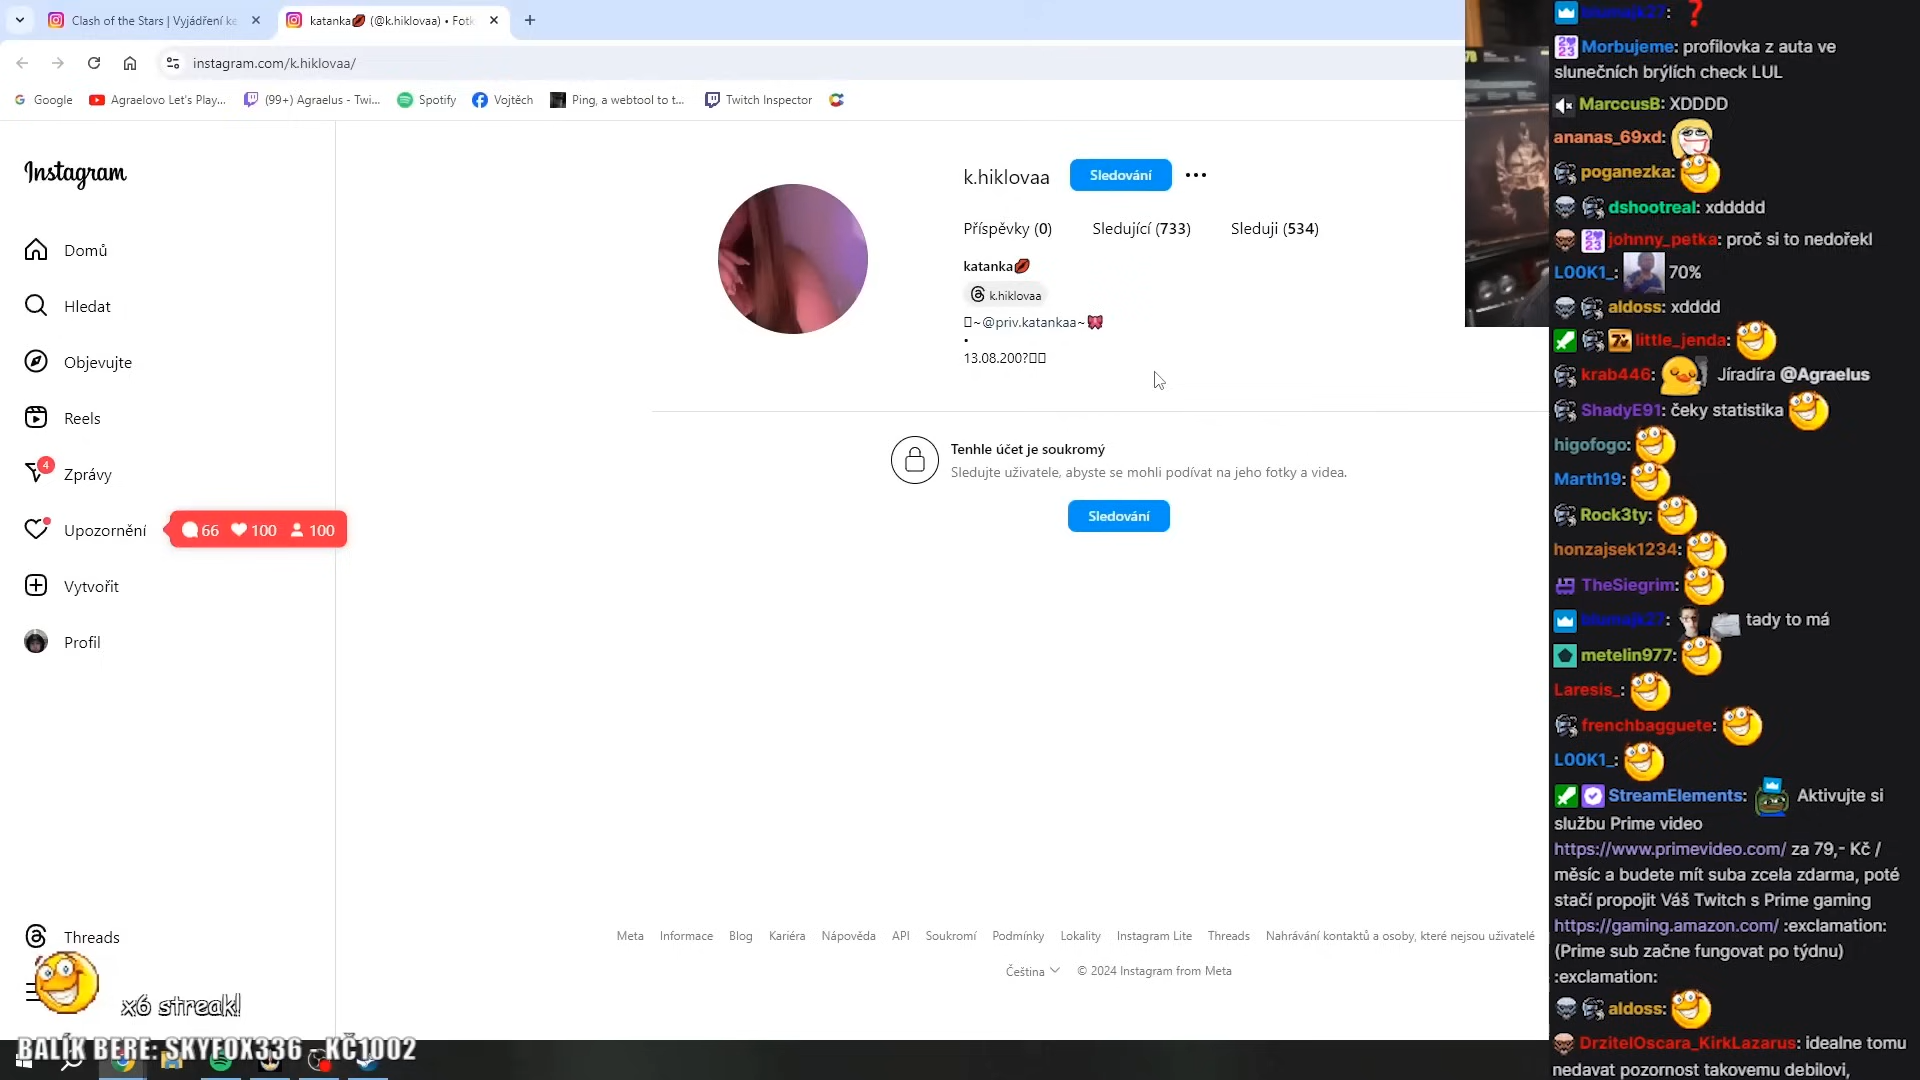 Clash of the Stars | Vyjádření ke
katanka💋 (@k.hiklovaa) • Fotk
instagram.com/k.hiklovaa/
Google
Agraelovo Let's Play...
(99+) Agraelus - Twi...
Spotify
Vojtěch
Ping, a webtool to t...
Twitch Inspector
Instagram
Domů
Hledat
Objevujte
Reels
4
Zprávy
Upozornění
66 100 100
Vytvořit
Profil
Threads
k.hiklovaa
Sledování
Příspěvky (0) Sledující (733) Sleduji (534)
katanka💋
k.hiklovaa
~@priv.katankaa~🎀
•
13.08.200?
Tenhle účet je soukromý
Sledujte uživatele, abyste se mohli podívat na jeho fotky a videa.
Sledování
Meta Informace Blog Kariéra Nápověda API Soukromí Podmínky Lokality Instagram Lite Threads Nahrávání kontaktů a osoby, které nejsou uživatelé
Čeština © 2024 Instagram from Meta
x6 streak!
BALÍK BERE: SKYFOX336 - KČ1002
❓
Morbujeme: profilovka z auta ve
slunečních brýlích check LUL
MarccusB: XDDDD
ananas_69xd:
poganezka:
dshootreal: xddddd
johnny_petka: proč si to nedořekl
L00K1_: 70%
aldoss: xdddd
little_jenda:
krab446: Jíradíra @Agraelus
ShadyE91: čeky statistika
higofogo:
Marth19:
Rock3ty:
honzajsek1234:
TheSiegrim:
tady to má
metelin977:
Laresis_:
frenchbagguete:
L00K1_:
StreamElements: Aktivujte si
službu Prime video
https://www.primevideo.com/ za 79,- Kč /
měsíc a budete mít suba zcela zdarma, poté
stačí propojit Váš Twitch s Prime gaming
https://gaming.amazon.com/ :exclamation:
(Prime sub začne fungovat po týdnu)
:exclamation:
aldoss:
DrzitelOscara_KirkLazarus: idealne tomu
nedavat pozornost takovemu debilovi,